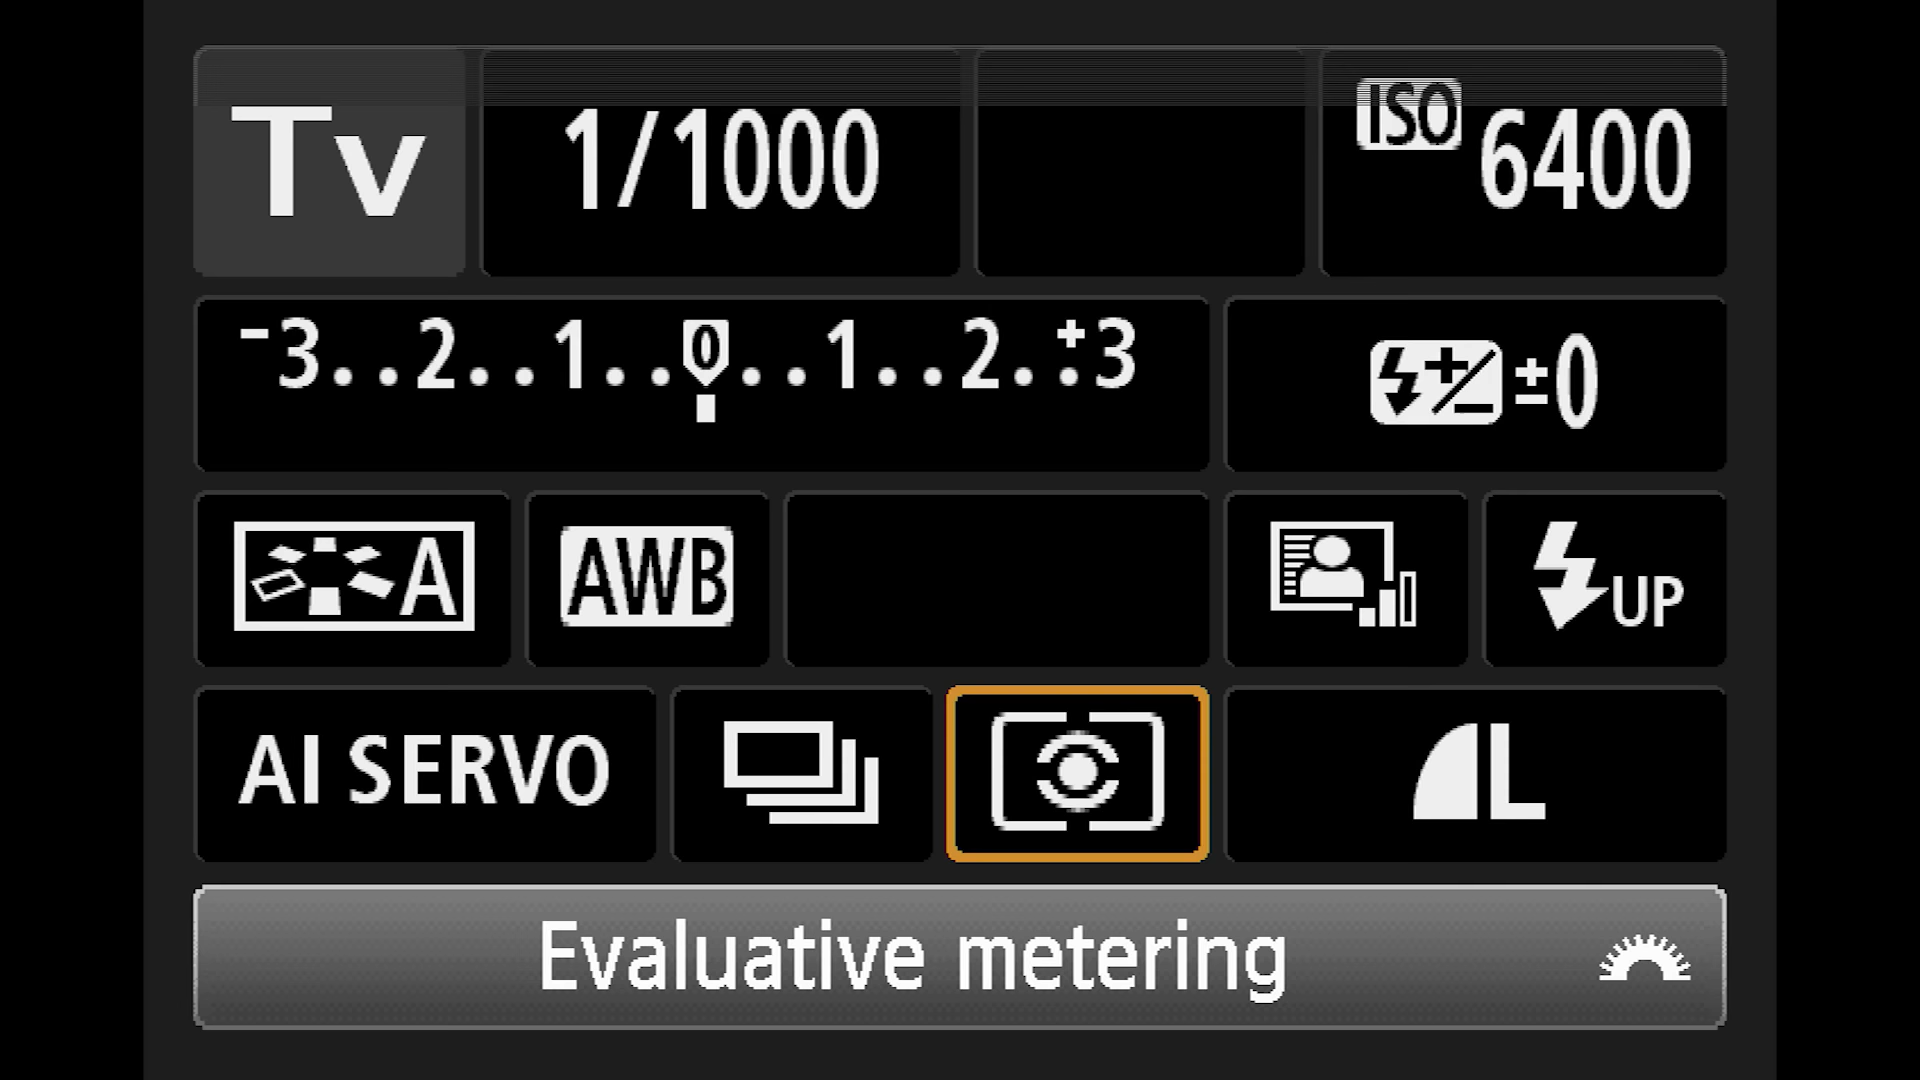 Tv 1/1000 ISO 6400
-3..2..1..0..1..2..+3 ±0
A AWB UP
AI SERVO L
Evaluative metering